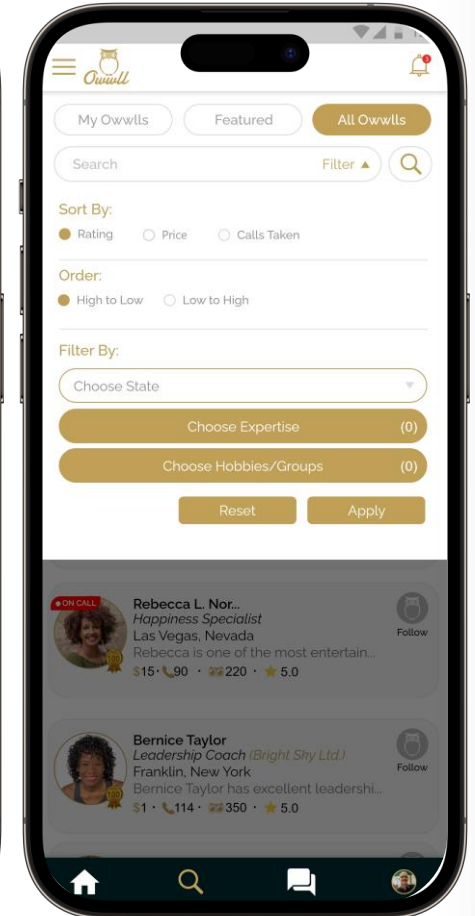 Owwll
3
My Owwlls
Featured
All Owwlls
Search
Filter ▲
Sort By:
Rating
Price
Calls Taken
Order:
High to Low
Low to High
Filter By:
Choose State
Choose Expertise (0)
Choose Hobbies/Groups (0)
Reset
Apply
ON CALL
Rebecca L. Nor...
Happiness Specialist
Las Vegas, Nevada
Follow
Rebecca is one of the most entertain...
100
$15 · 90 · 220 · 5.0
Bernice Taylor
Leadership Coach (Bright Sky Ltd.)
Franklin, New York
Follow
Bernice Taylor has excellent leadershi...
100
$1 · 114 · 350 · 5.0